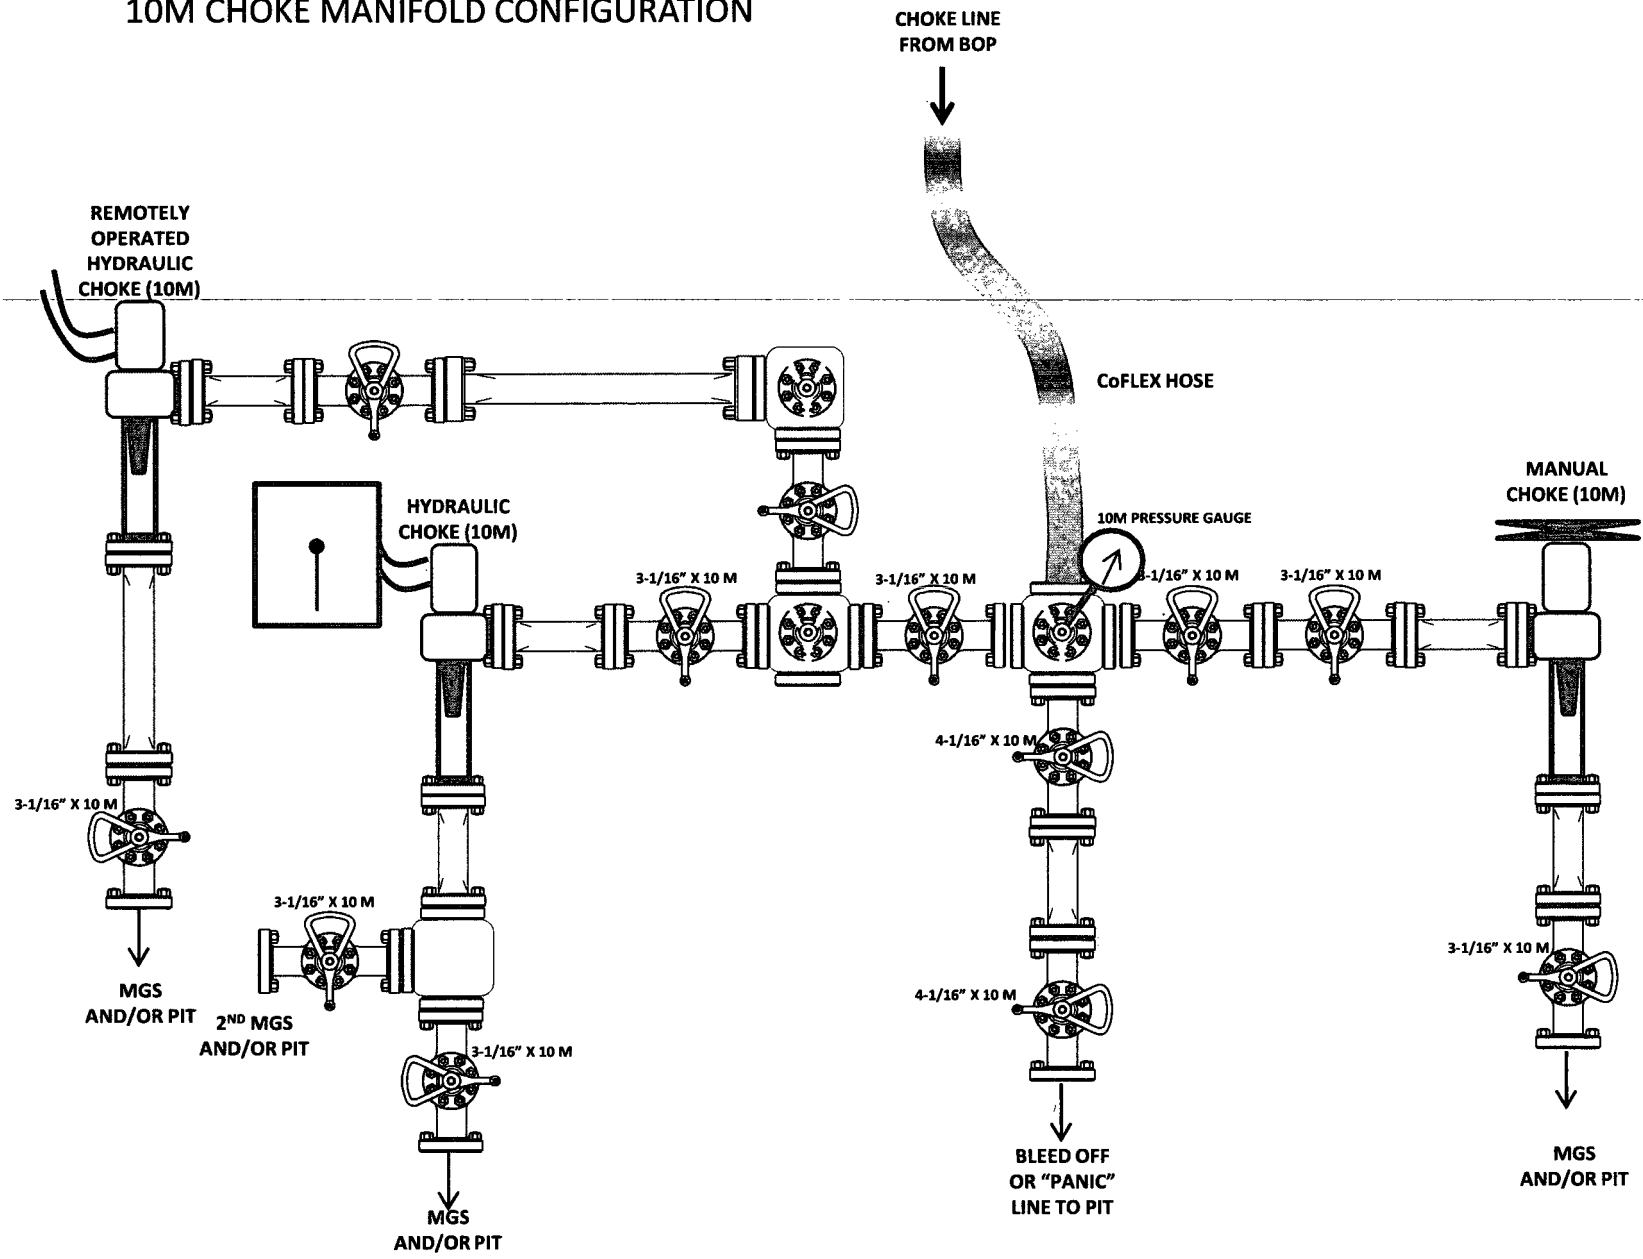 10M CHOKE MANIFOLD CONFIGURATION
CHOKE LINE
FROM BOP
REMOTELY
OPERATED
HYDRAULIC
CHOKE (10M)
CoFLEX HOSE
MANUAL
CHOKE (10M)
HYDRAULIC
CHOKE (10M)
10M PRESSURE GAUGE
3-1/16" X 10 M
3-1/16" X 10 M
3-1/16" X 10 M
3-1/16" X 10 M
4-1/16" X 10 M
3-1/16" X 10 M
3-1/16" X 10 M
3-1/16" X 10 M
4-1/16" X 10 M
MGS
AND/OR PIT
2ND MGS
AND/OR PIT
3-1/16" X 10 M
BLEED OFF
OR “PANIC”
LINE TO PIT
MGS
AND/OR PIT
MGS
AND/OR PIT